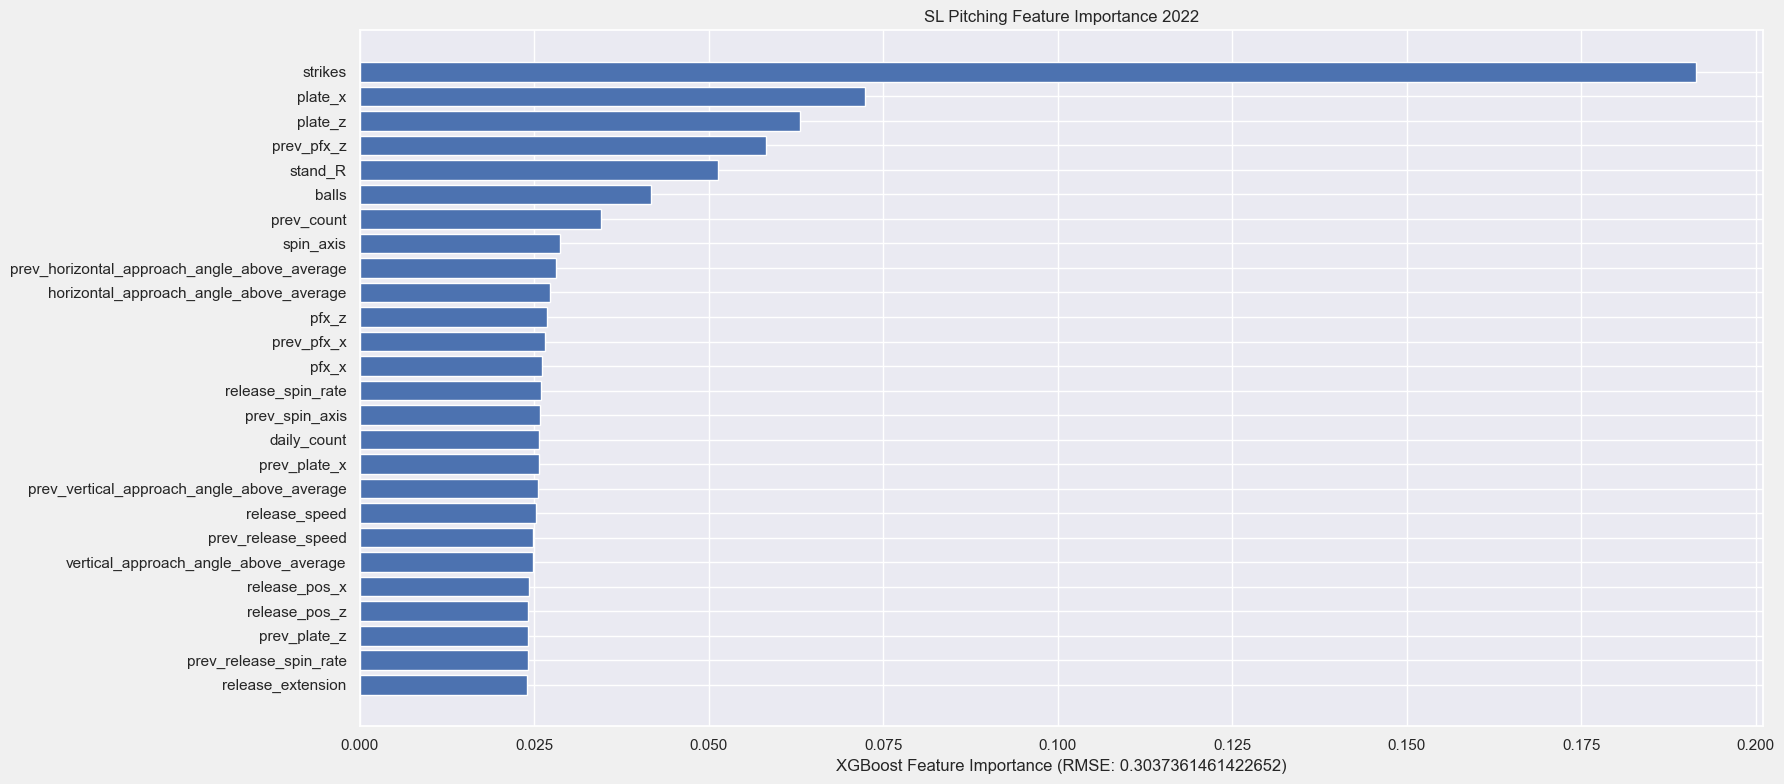 SL Pitching Feature Importance 2022
strikes
plate_x
plate_z
prev_pfx_z
stand_R
balls
prev_count
spin_axis
prev_horizontal_approach_angle_above_average
horizontal_approach_angle_above_average
pfx_z
prev_pfx_x
pfx_x
release_spin_rate
prev_spin_axis
daily_count
prev_plate_x
prev_vertical_approach_angle_above_average
release_speed
prev_release_speed
vertical_approach_angle_above_average
release_pos_x
release_pos_z
prev_plate_z
prev_release_spin_rate
release_extension
0.000 0.025 0.050 0.075 0.100 0.125 0.150 0.175 0.200
XGBoost Feature Importance (RMSE: 0.3037361461422652)